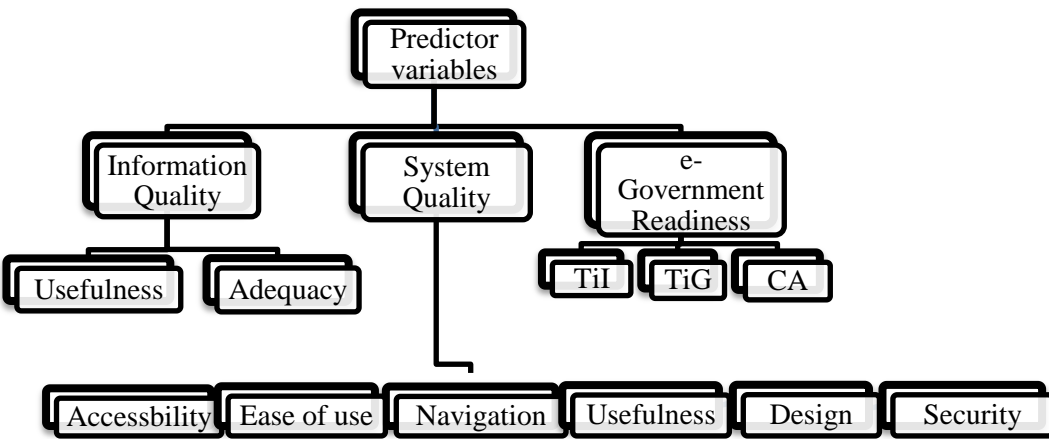 Predictor
variables
Information
Quality
System
Quality
e-
Government
Readiness
Usefulness
Adequacy
TiI
TiG
CA
Accessbility
Ease of use
Navigation
Usefulness
Design
Security